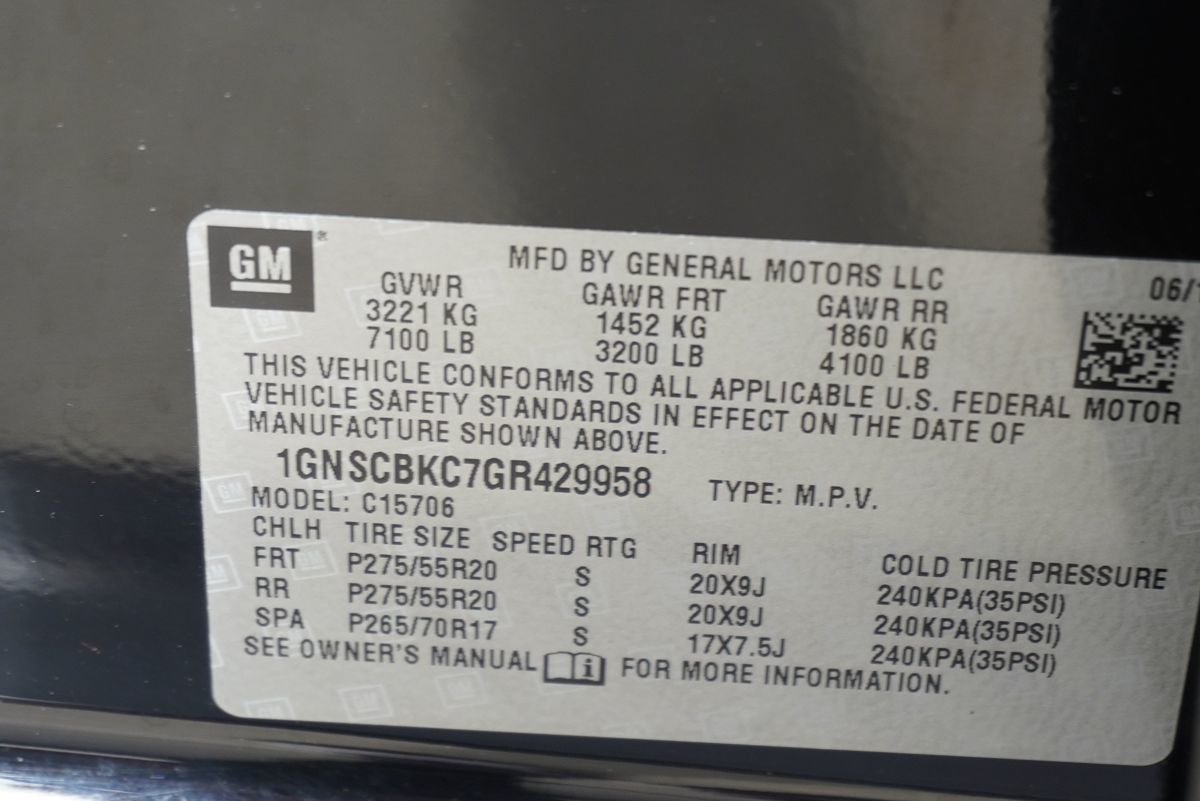 GM®
MFD BY GENERAL MOTORS LLC 06/1
GVWR GAWR FRT GAWR RR
3221 KG 1452 KG 1860 KG
7100 LB 3200 LB 4100 LB
THIS VEHICLE CONFORMS TO ALL APPLICABLE U.S. FEDERAL MOTOR
VEHICLE SAFETY STANDARDS IN EFFECT ON THE DATE OF
MANUFACTURE SHOWN ABOVE.
1GNSCBKC7GR429958 TYPE: M.P.V.
MODEL: C15706
CHLH TIRE SIZE SPEED RTG RIM COLD TIRE PRESSURE
FRT P275/55R20 S 20X9J 240KPA(35PSI)
RR P275/55R20 S 20X9J 240KPA(35PSI)
SPA P265/70R17 S 17X7.5J 240KPA(35PSI)
SEE OWNER'S MANUAL i FOR MORE INFORMATION.